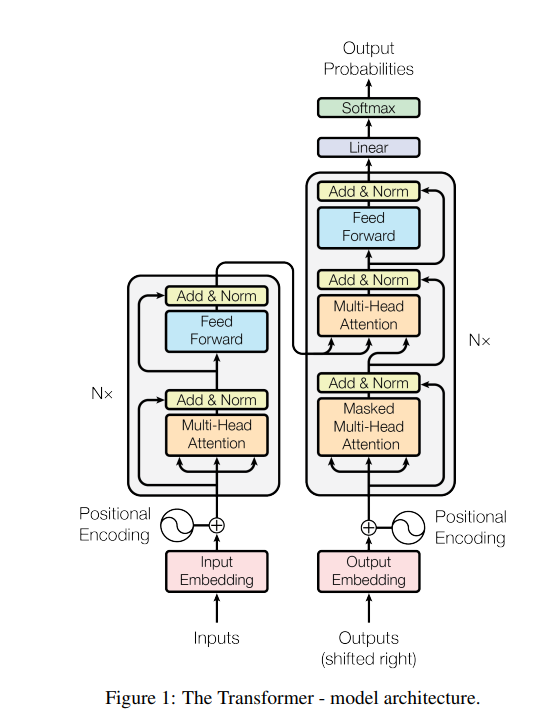 Output
Probabilities
Softmax
Linear
Add & Norm
Feed
Forward
Add & Norm
Multi-Head
Attention
Add & Norm
Masked
Multi-Head
Attention
N×
Add & Norm
Feed
Forward
Add & Norm
Multi-Head
Attention
N×
Positional
Encoding
Positional
Encoding
Input
Embedding
Output
Embedding
Inputs
Outputs
(shifted right)
Figure 1: The Transformer - model architecture.